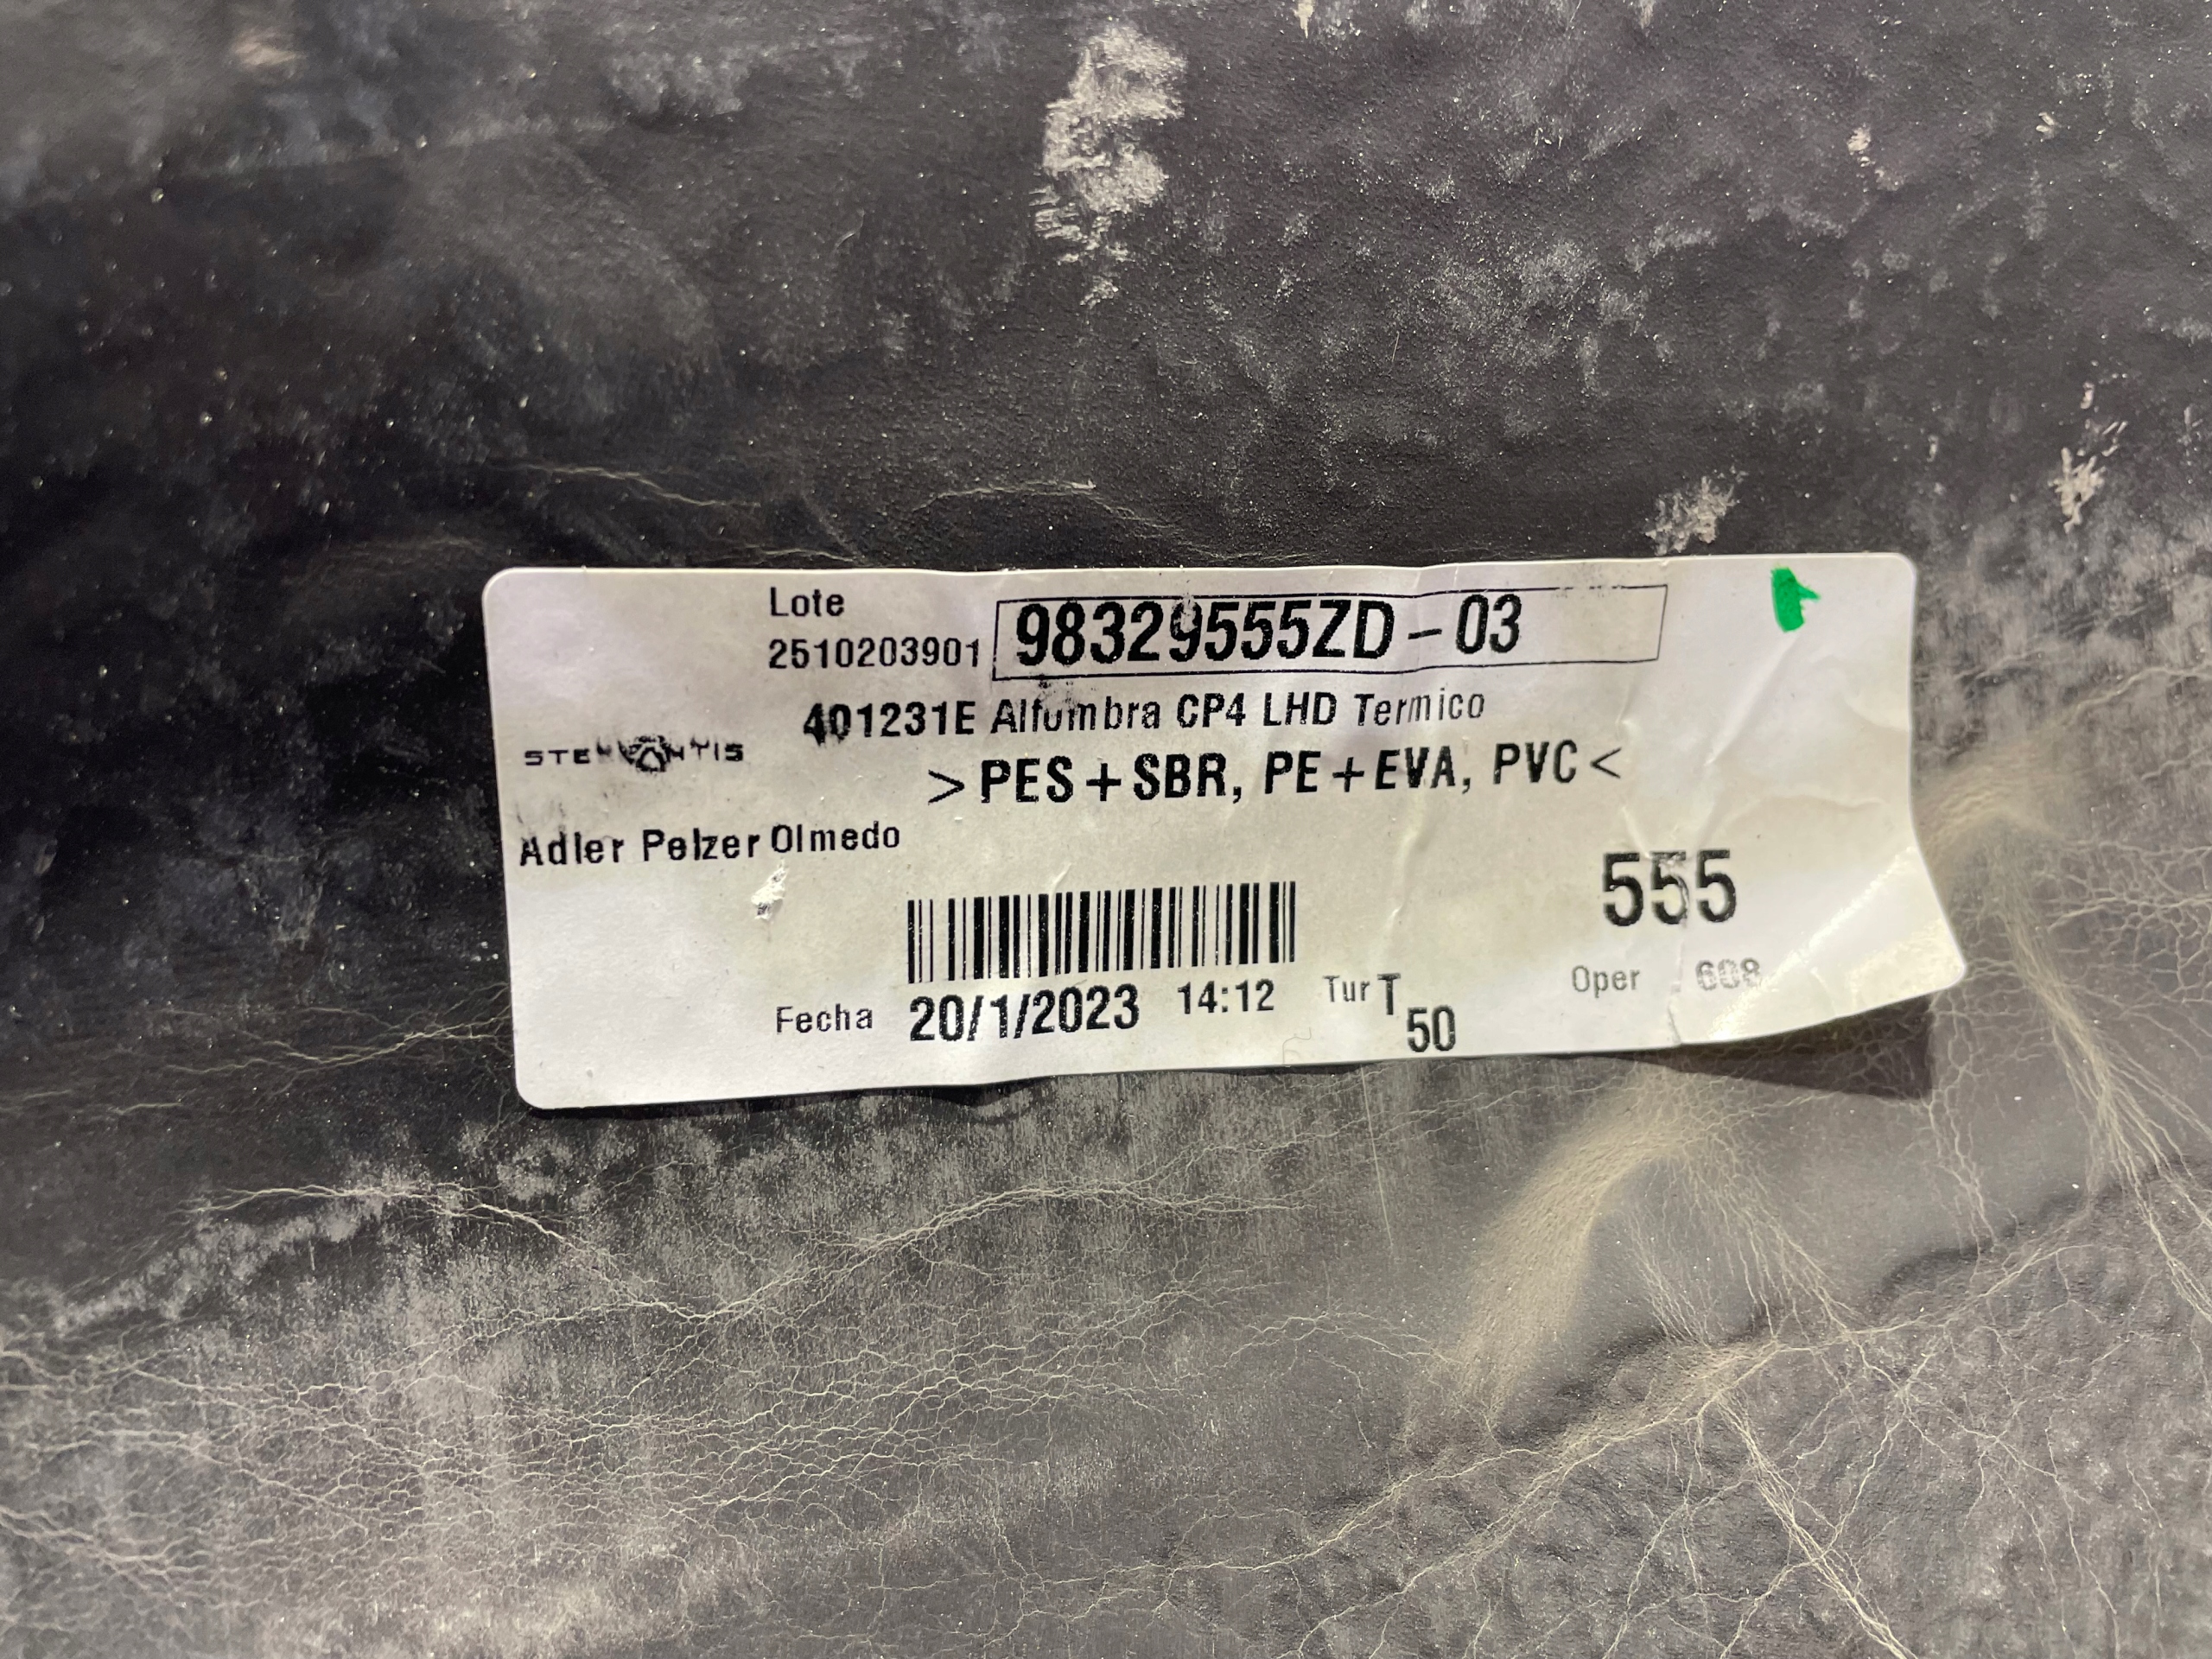 Lote
2510203901 98329555ZD - 03
401231E Alfombra CP4 LHD Termico
STELLANTIS
> PES + SBR, PE + EVA, PVC <
Adler Pelzer Olmedo
555
Fecha 20/1/2023 14:12 Tur T 50
Oper 608